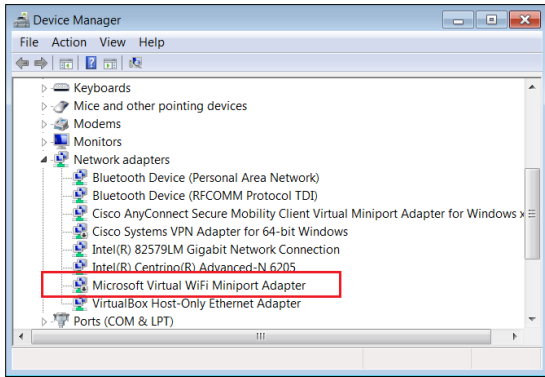 Device Manager
File Action View Help
Keyboards
Mice and other pointing devices
Modems
Monitors
Network adapters
Bluetooth Device (Personal Area Network)
Bluetooth Device (RFCOMM Protocol TDI)
Cisco AnyConnect Secure Mobility Client Virtual Miniport Adapter for Windows x
Cisco Systems VPN Adapter for 64-bit Windows
Intel(R) 82579LM Gigabit Network Connection
Intel(R) Centrino(R) Advanced-N 6205
Microsoft Virtual WiFi Miniport Adapter
VirtualBox Host-Only Ethernet Adapter
Ports (COM & LPT)